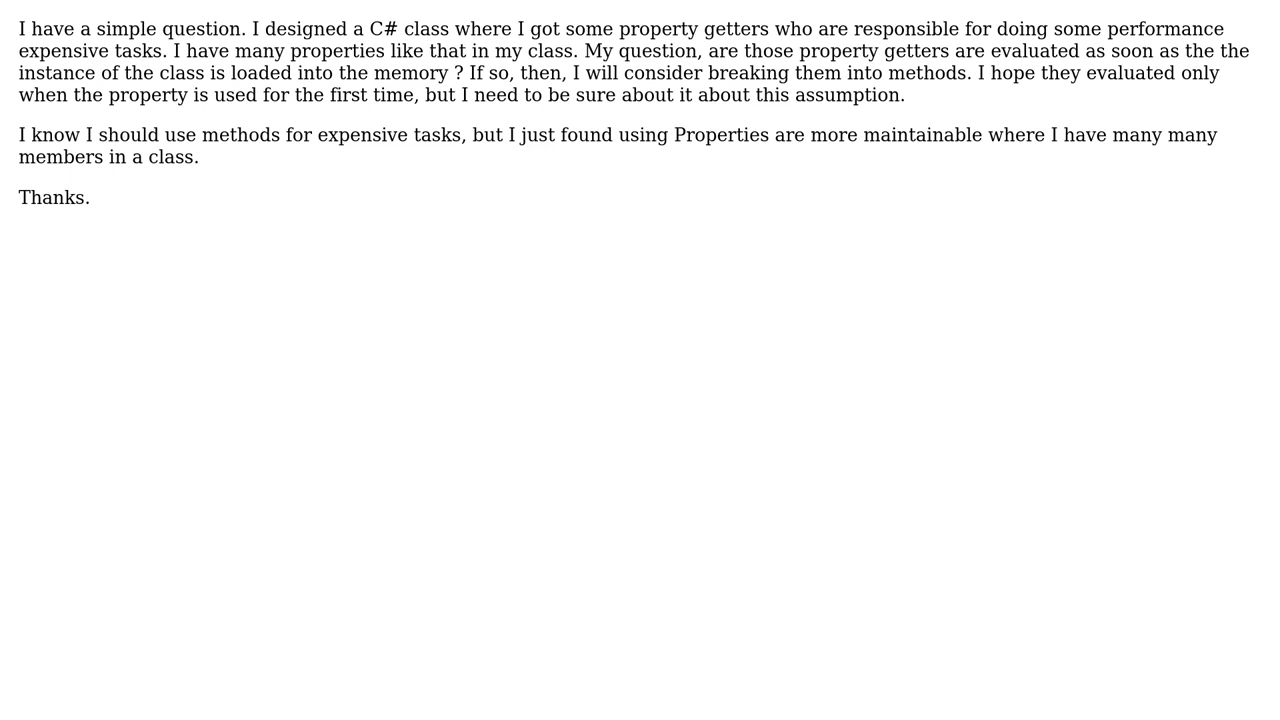 I have a simple question. I designed a C# class where I got some property getters who are responsible for doing some performance
expensive tasks. I have many properties like that in my class. My question, are those property getters are evaluated as soon as the the
instance of the class is loaded into the memory ? If so, then, I will consider breaking them into methods. I hope they evaluated only
when the property is used for the first time, but I need to be sure about it about this assumption.
I know I should use methods for expensive tasks, but I just found using Properties are more maintainable where I have many many
members in a class.
Thanks.